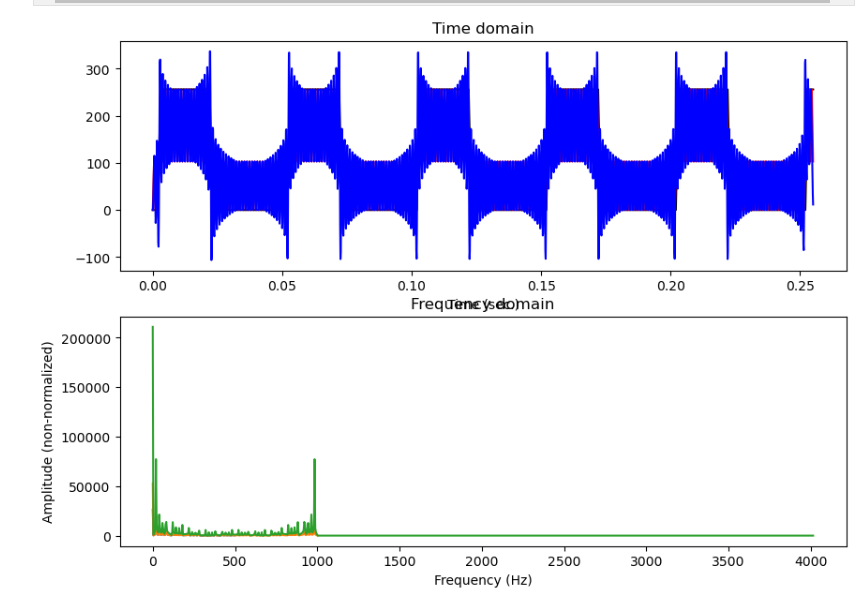 Time domain
300
200
100
0
−100
0.00 0.05 0.10 0.15 0.20 0.25
Time (sec)
Frequency domain
200000
150000
100000
50000
0
Amplitude (non-normalized)
0 500 1000 1500 2000 2500 3000 3500 4000
Frequency (Hz)